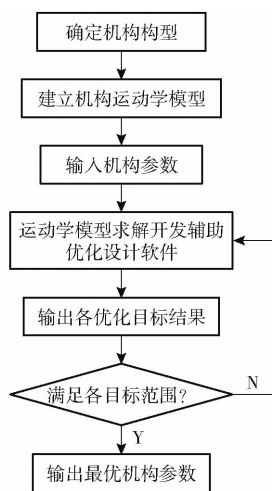 确定机构构型
建立机构运动学模型
输入机构参数
运动学模型求解开发辅助
优化设计软件
输出各优化目标结果
满足各目标范围?
N
Y
输出最优机构参数